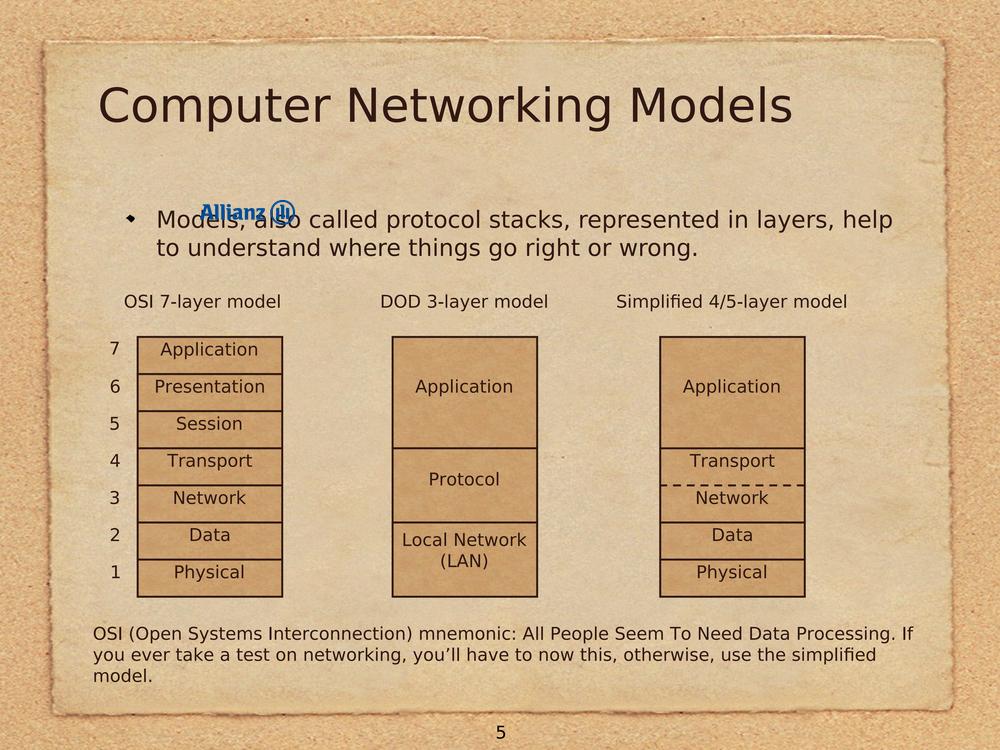 Computer Networking Models
Allianz
Models, also called protocol stacks, represented in layers, help
to understand where things go right or wrong.
OSI 7-layer model
DOD 3-layer model
Simplified 4/5-layer model
7 Application
6 Presentation
5 Session
4 Transport
3 Network
2 Data
1 Physical
Application
Protocol
Local Network
(LAN)
Application
Transport
Network
Data
Physical
OSI (Open Systems Interconnection) mnemonic: All People Seem To Need Data Processing. If
you ever take a test on networking, you’ll have to now this, otherwise, use the simplified
model.
5